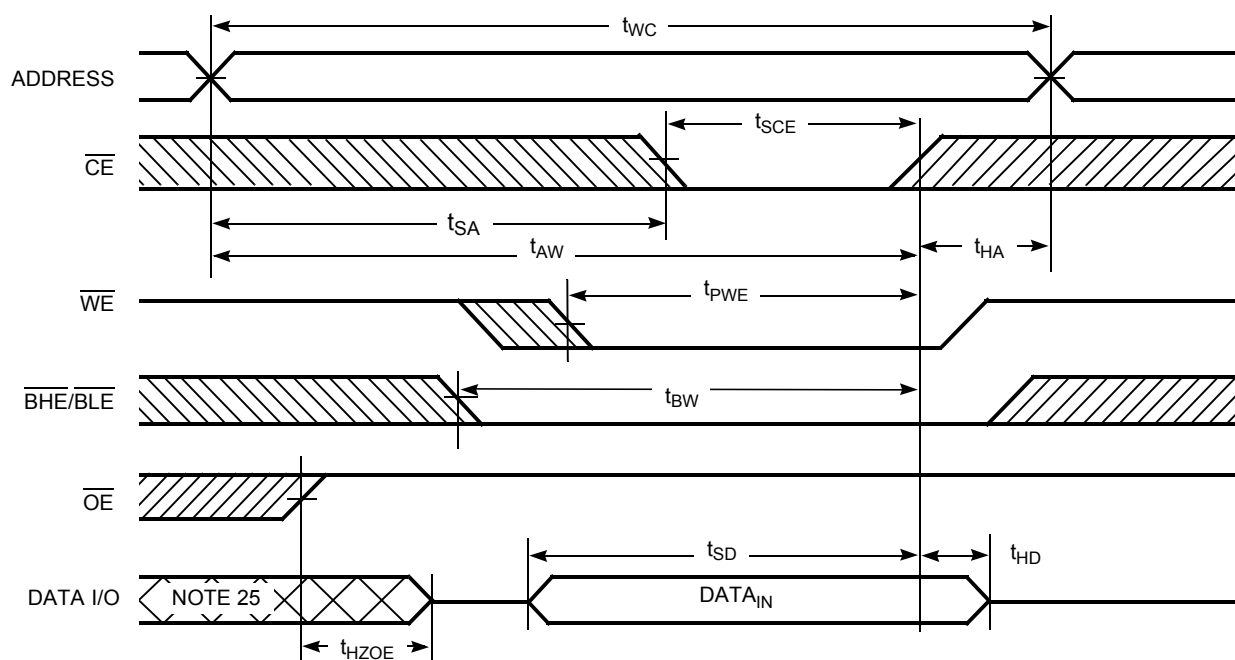 tWC
ADDRESS
tSCE
CE
tSA
tAW
tHA
WE
tPWE
BHE/BLE
tBW
OE
tSD
tHD
DATA I/O
NOTE 25
DATAIN
tHZOE